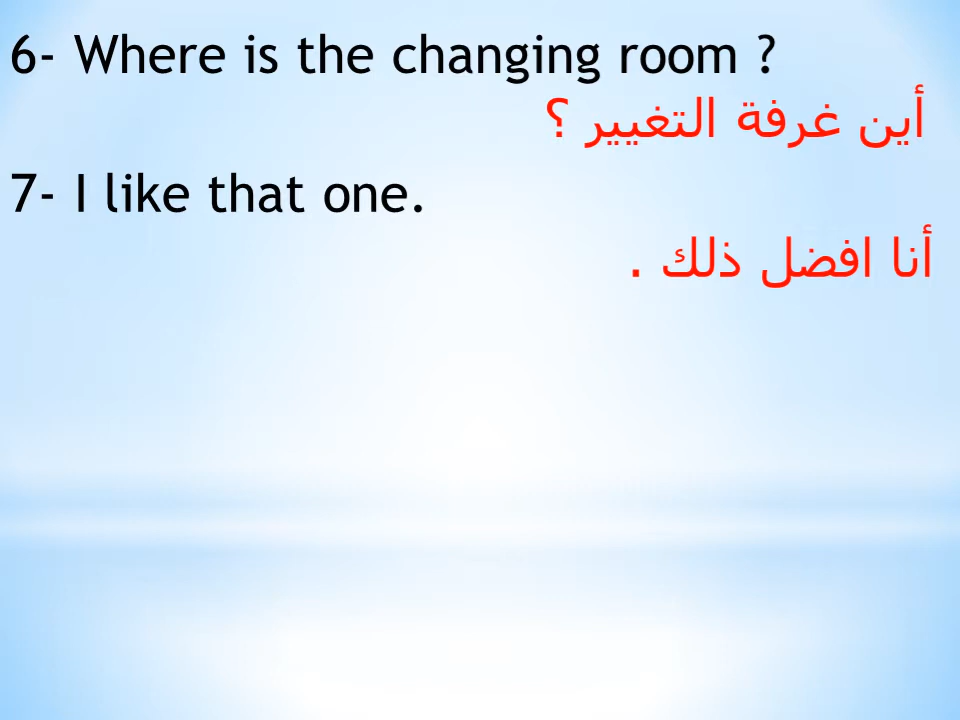 6- Where is the changing room ?
أين غرفة التغيير ؟
7- I like that one.
أنا افضل ذلك .